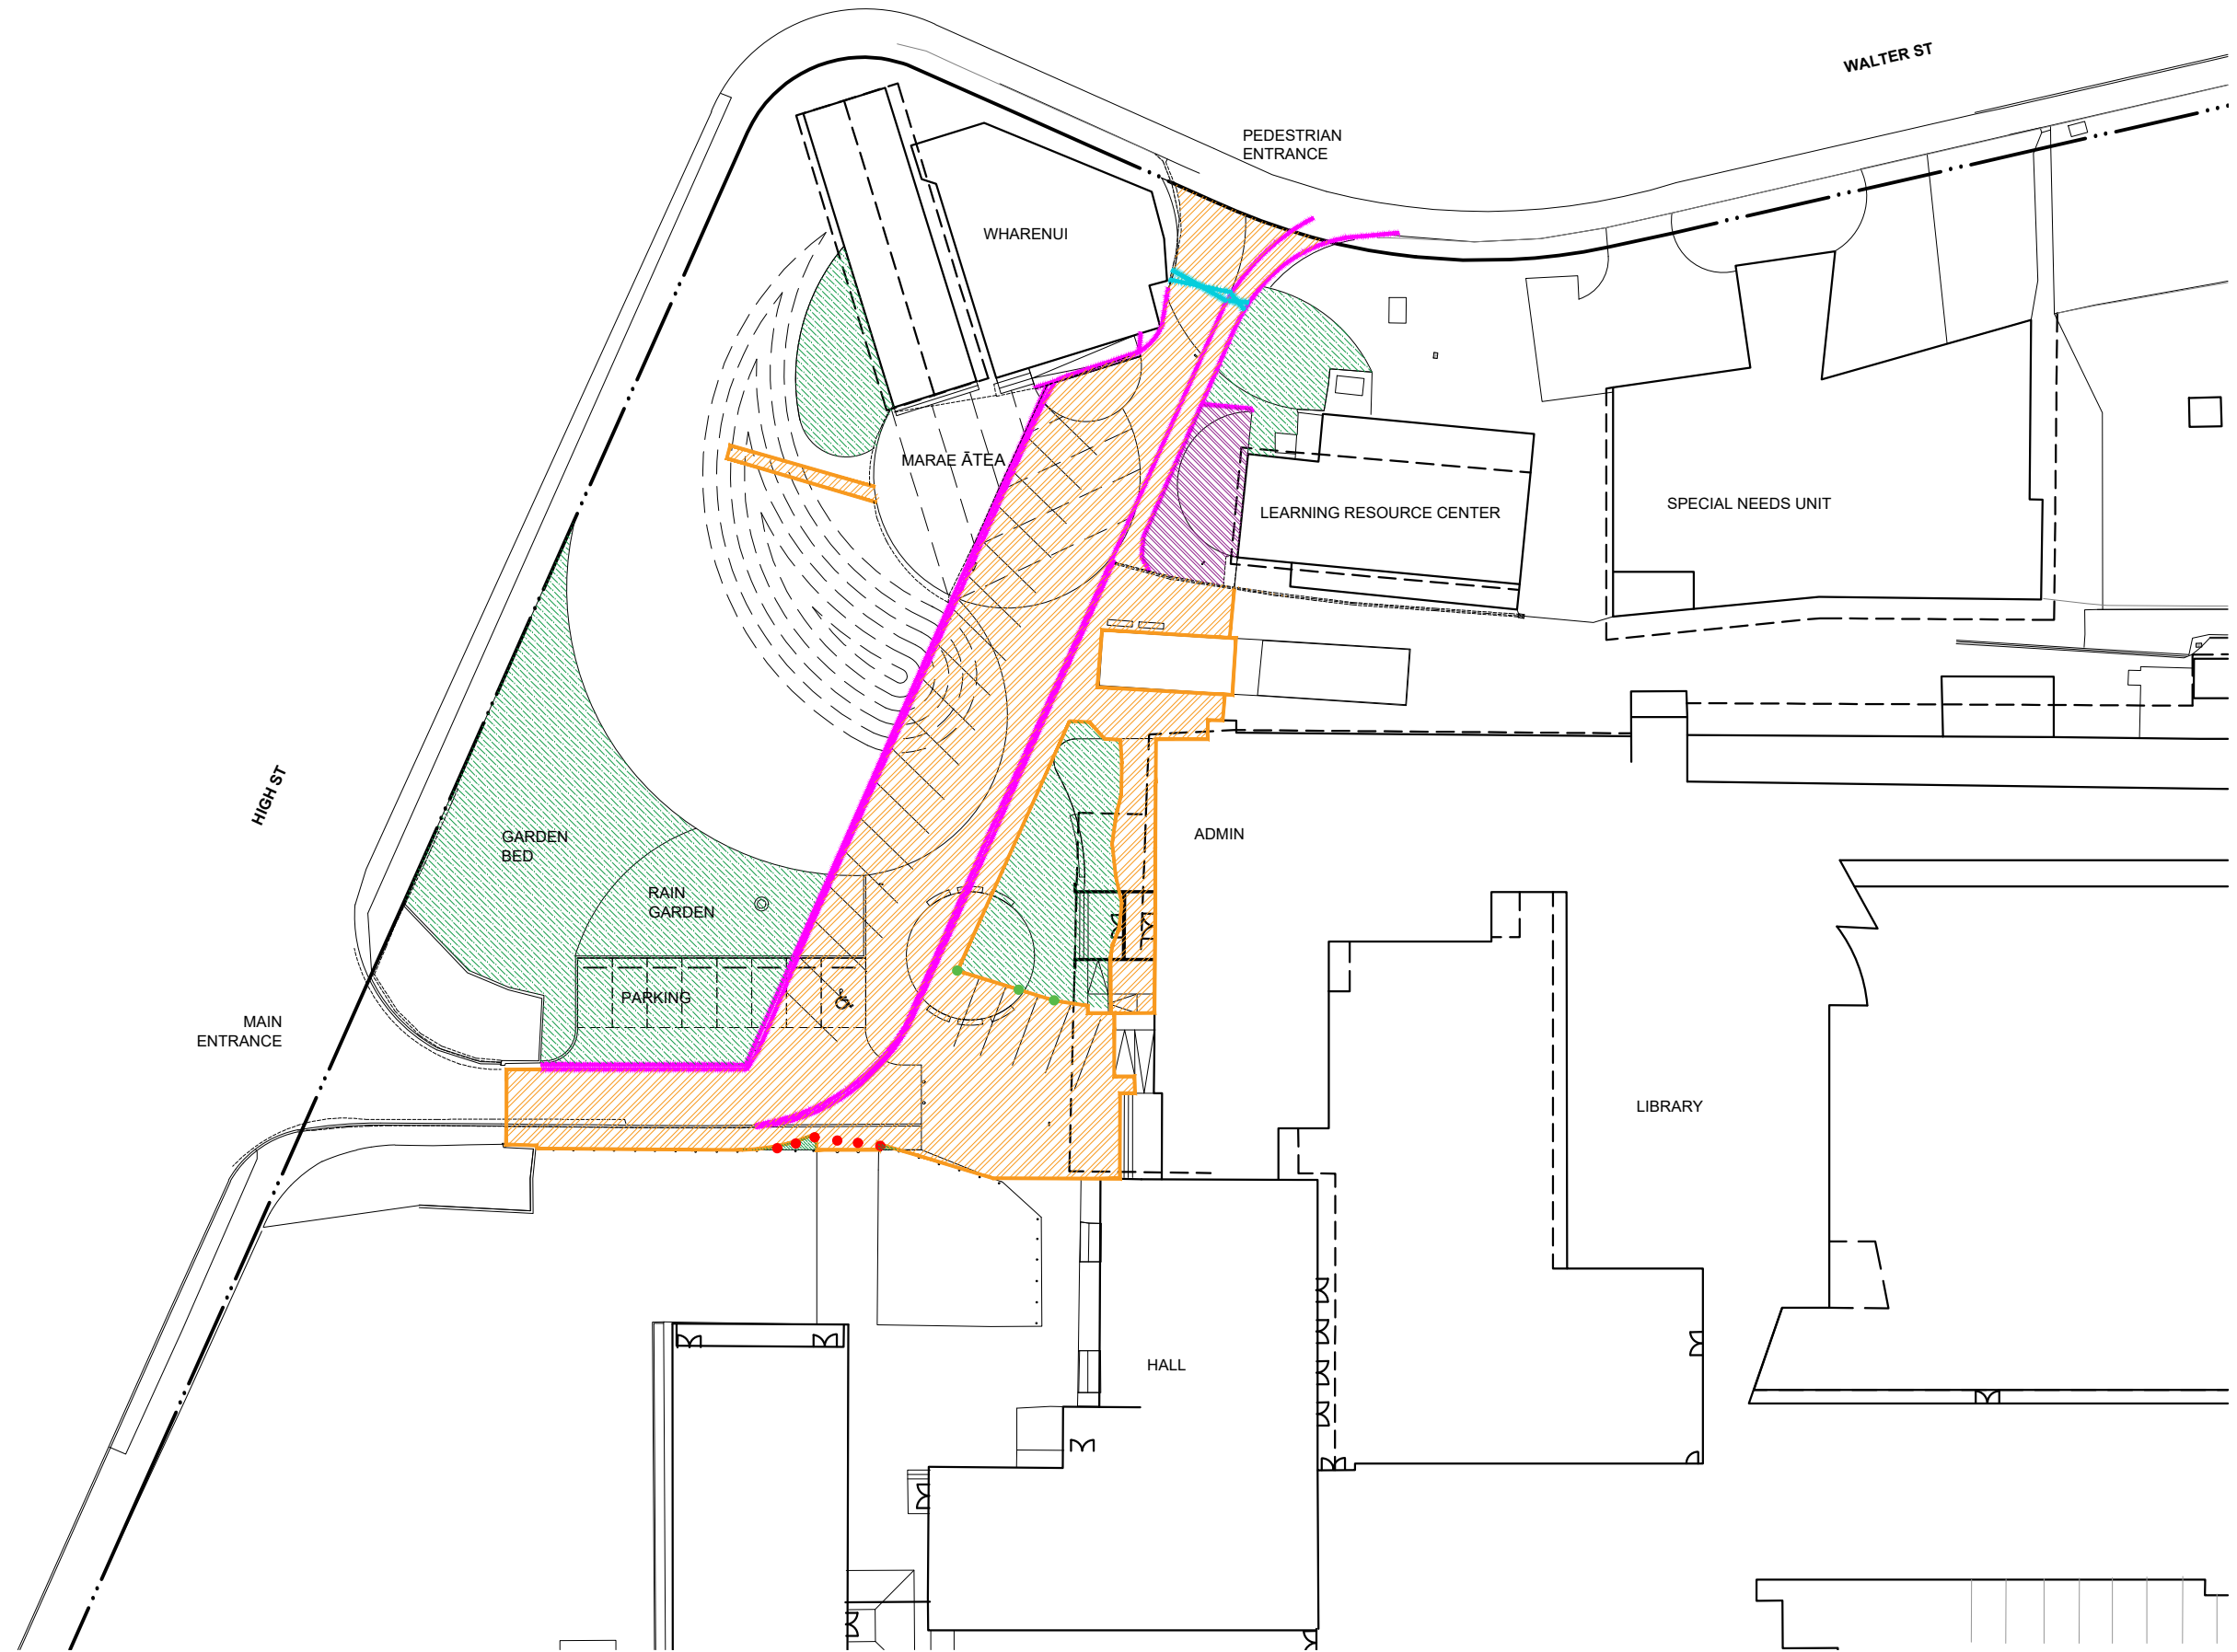 WALTER ST
PEDESTRIAN
ENTRANCE
WHARENUI
MARAE ĀTEA
LEARNING RESOURCE CENTER
SPECIAL NEEDS UNIT
HIGH ST
GARDEN
BED
ADMIN
RAIN
GARDEN
PARKING
MAIN
ENTRANCE
LIBRARY
HALL